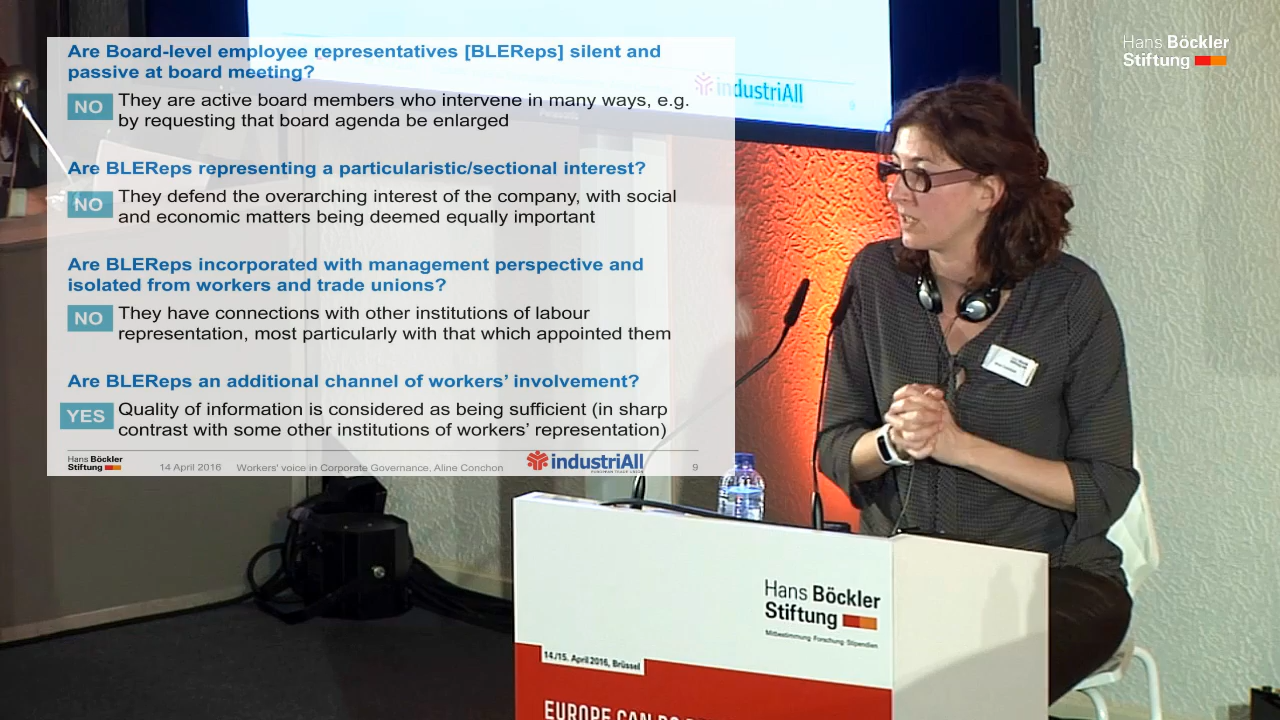 Are Board-level employee representatives [BLEReps] silent and
passive at board meeting?
NO
They are active board members who intervene in many ways, e.g.
by requesting that board agenda be enlarged
Are BLEReps representing a particularistic/sectional interest?
NO
They defend the overarching interest of the company, with social
and economic matters being deemed equally important
Are BLEReps incorporated with management perspective and
isolated from workers and trade unions?
NO
They have connections with other institutions of labour
representation, most particularly with that which appointed them
Are BLEReps an additional channel of workers' involvement?
YES
Quality of information is considered as being sufficient (in sharp
contrast with some other institutions of workers' representation)
Hans Böckler
Stiftung
14 April 2016 Workers' voice in Corporate Governance, Aline Conchon
industriAll
EUROPEAN TRADE UNION
9
industriAll
Hans Böckler
Stiftung
Hans Böckler
Stiftung
Mitbestimmung Forschung Stipendien
14./15. April 2016, Brüssel
EUROPE CAN